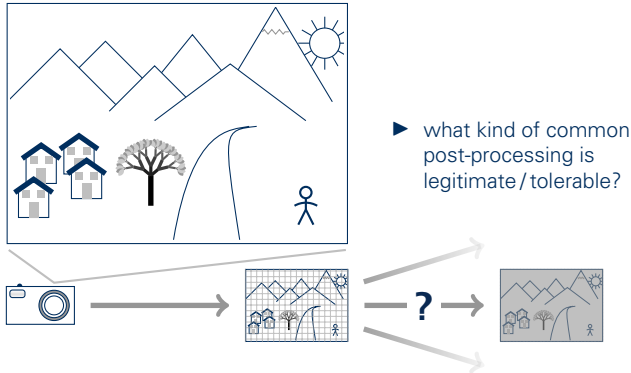 ► what kind of common
post-processing is
legitimate / tolerable?
?